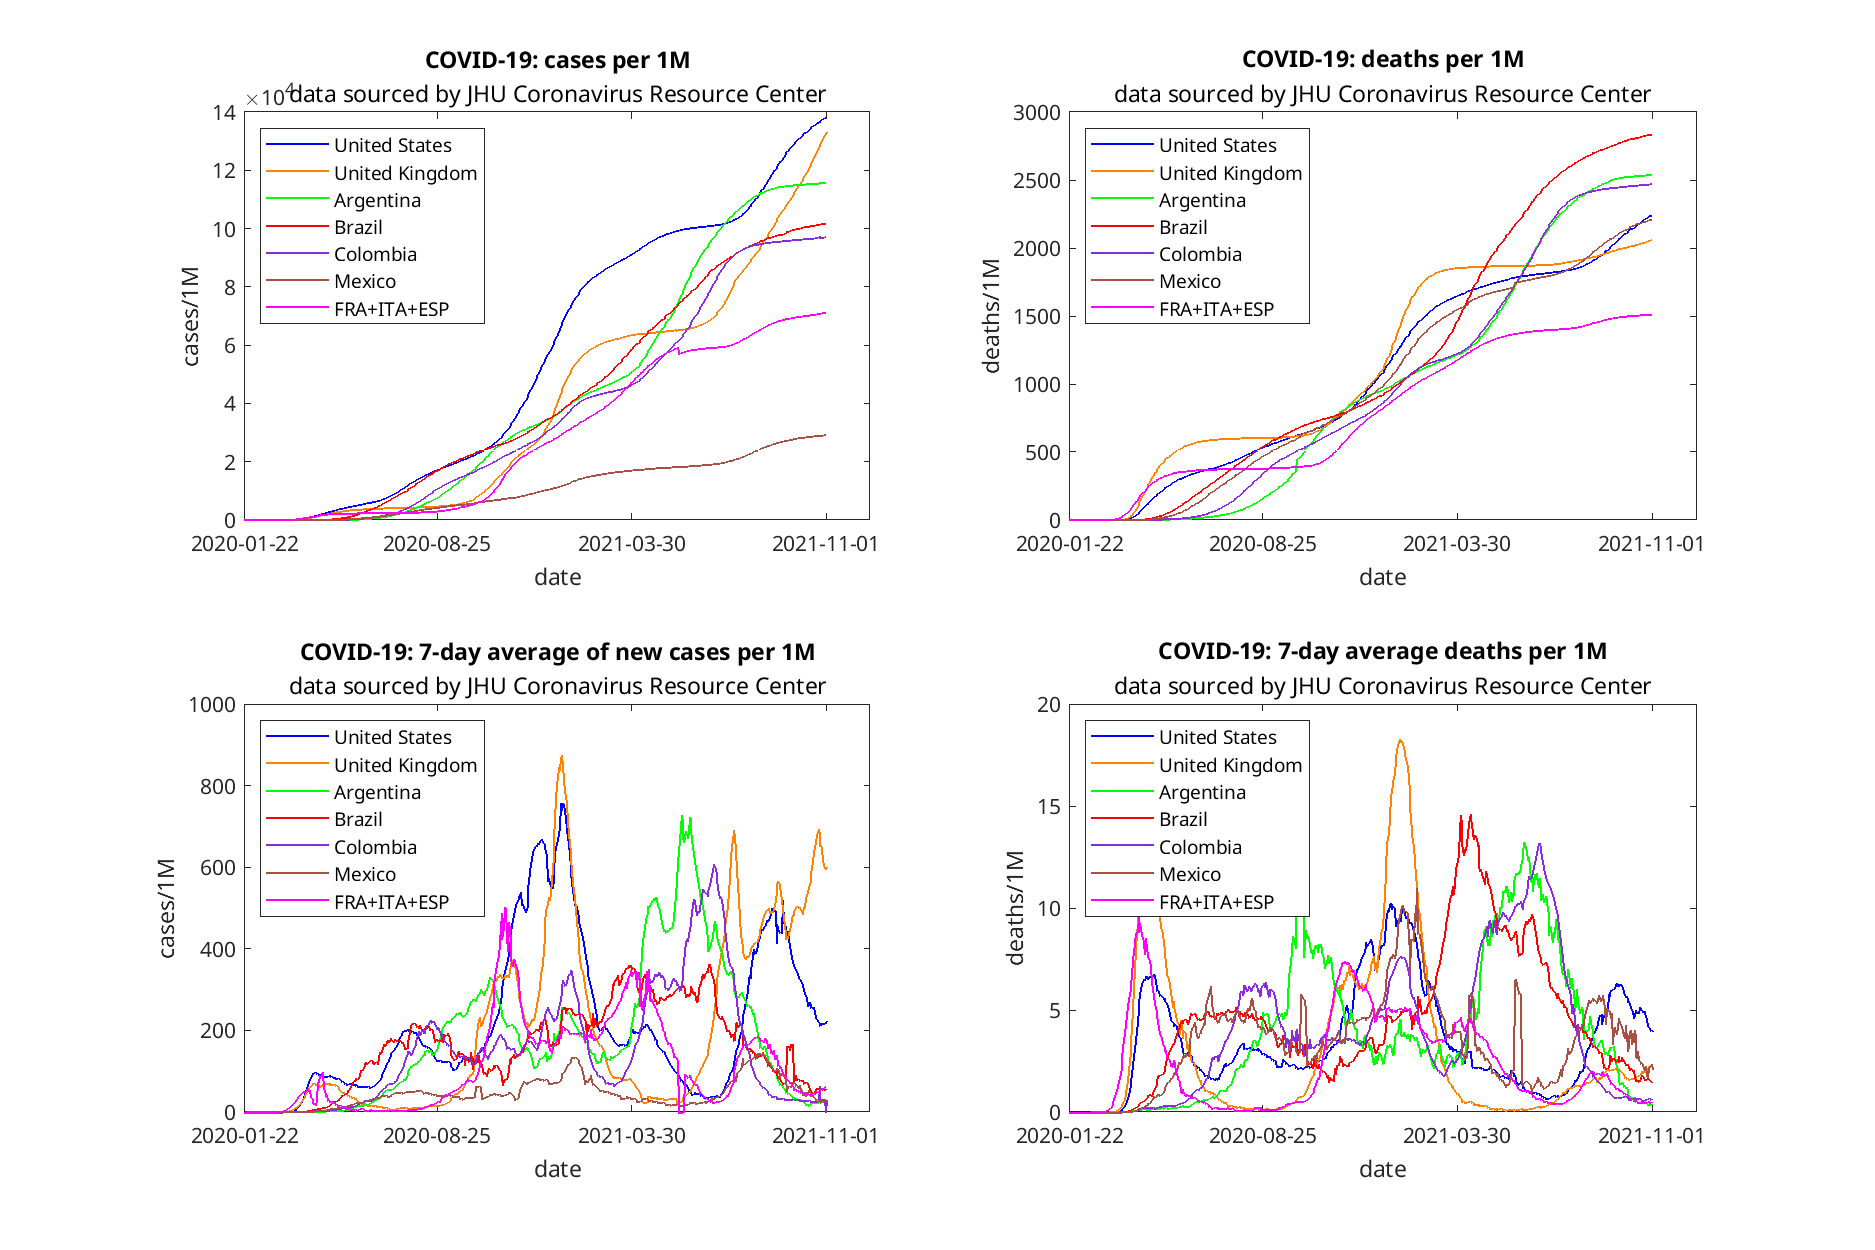 COVID-19: cases per 1M
data sourced by JHU Coronavirus Resource Center
×10⁴
14
12
10
8
6
4
2
0
cases/1M
United States
United Kingdom
Argentina
Brazil
Colombia
Mexico
FRA+ITA+ESP
2020-01-22 2020-08-25 2021-03-30 2021-11-01
date
COVID-19: deaths per 1M
data sourced by JHU Coronavirus Resource Center
3000
2500
2000
1500
1000
500
0
deaths/1M
United States
United Kingdom
Argentina
Brazil
Colombia
Mexico
FRA+ITA+ESP
2020-01-22 2020-08-25 2021-03-30 2021-11-01
date
COVID-19: 7-day average of new cases per 1M
data sourced by JHU Coronavirus Resource Center
1000
800
600
400
200
0
cases/1M
United States
United Kingdom
Argentina
Brazil
Colombia
Mexico
FRA+ITA+ESP
2020-01-22 2020-08-25 2021-03-30 2021-11-01
date
COVID-19: 7-day average deaths per 1M
data sourced by JHU Coronavirus Resource Center
20
15
10
5
0
deaths/1M
United States
United Kingdom
Argentina
Brazil
Colombia
Mexico
FRA+ITA+ESP
2020-01-22 2020-08-25 2021-03-30 2021-11-01
date